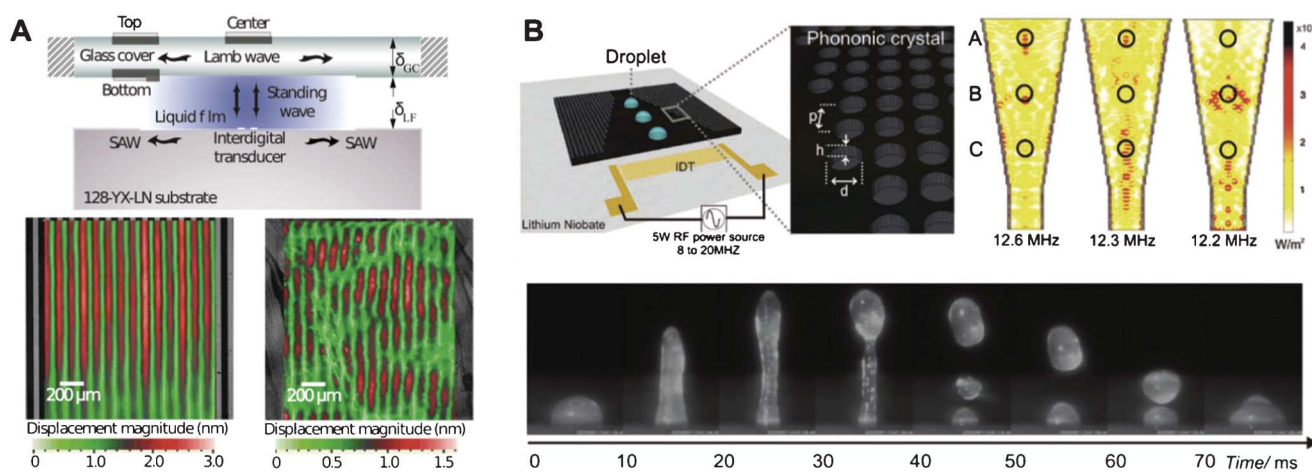 A
Top
Center
Glass cover
Lamb wave
δGC
Bottom
Standing
wave
Liquid f lm
δLF
SAW
Interdigital
transducer
SAW
128-YX-LN substrate
200 μm
200 μm
Displacement magnitude (nm)
0 1.0 2.0 3.0
Displacement magnitude (nm)
0 0.5 1.0 1.5
B
Droplet
Phononic crystal
p
h
d
IDT
Lithium Niobate
5W RF power source
8 to 20MHZ
A
B
C
12.6 MHz
12.3 MHz
12.2 MHz
4
3
2
1
W/m²
0 10 20 30 40 50 60 70 Time/ ms